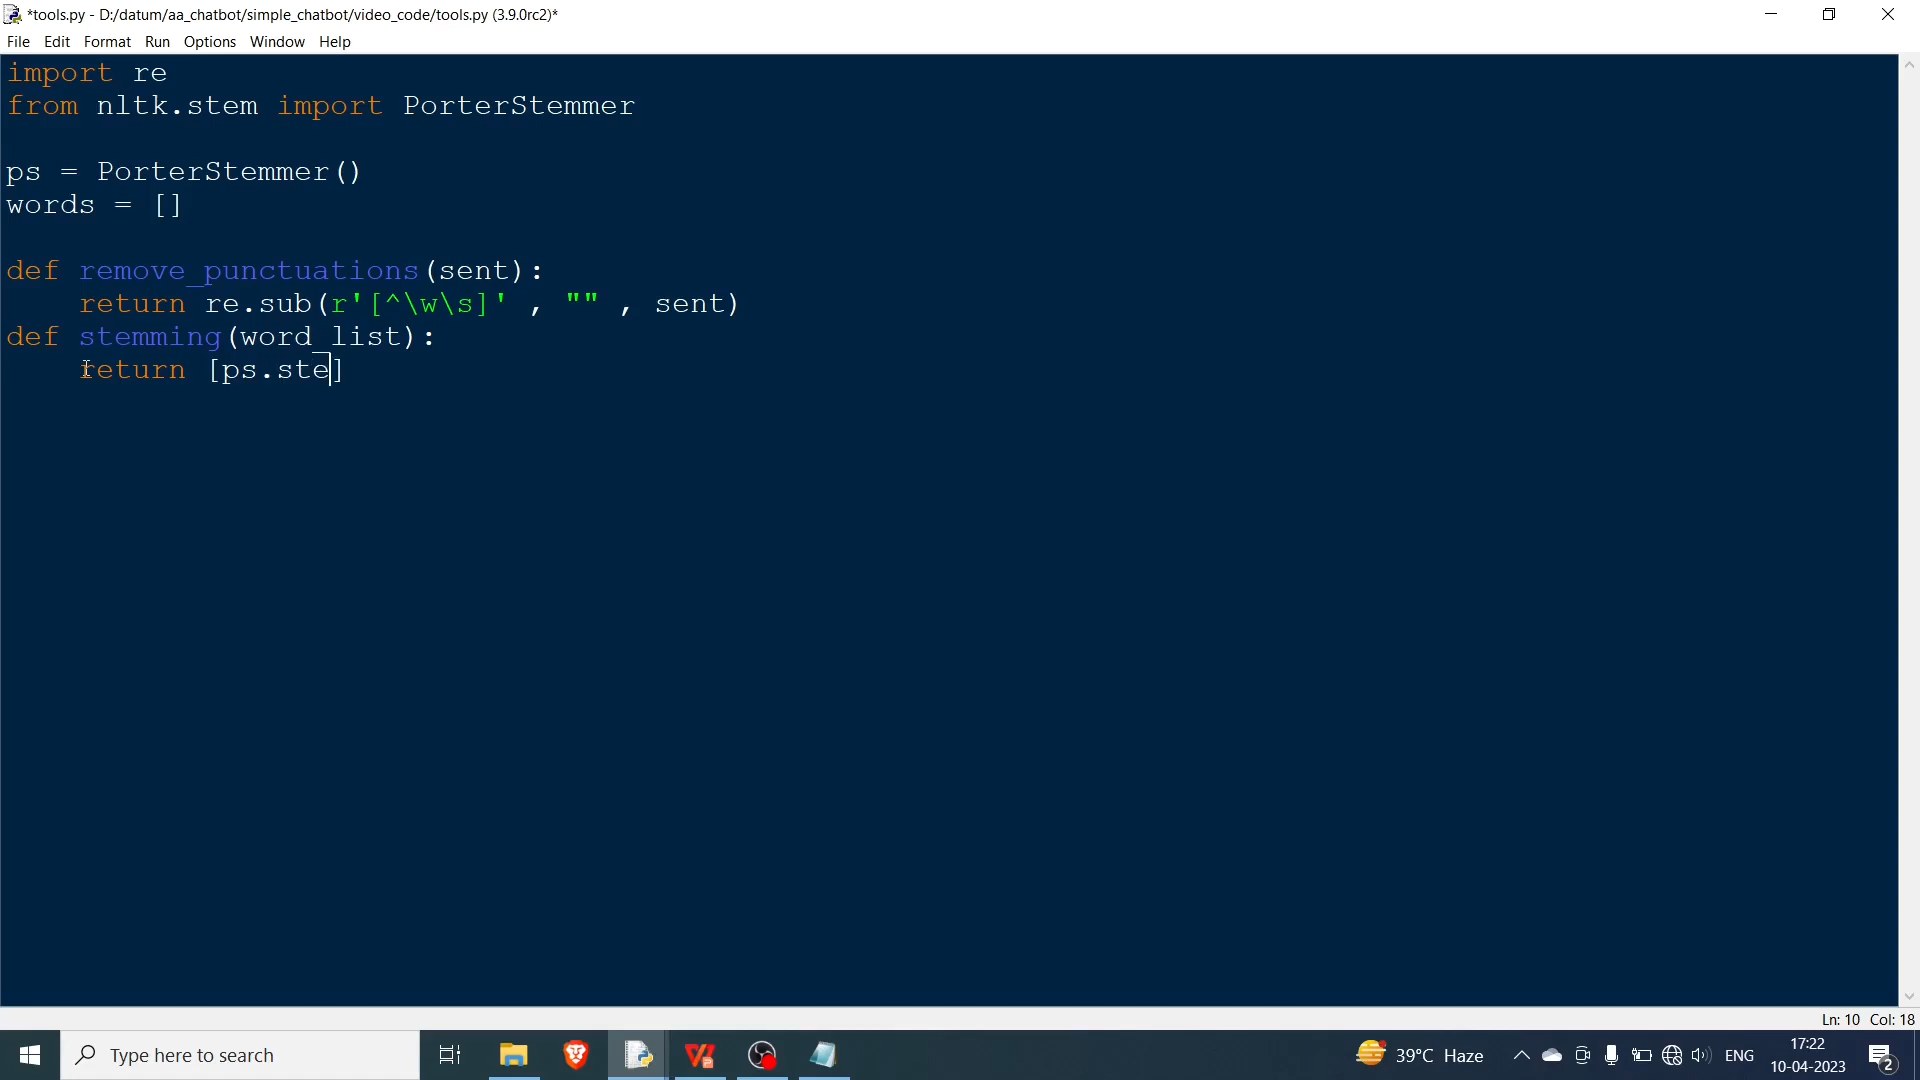 *tools.py - D:/datum/aa_chatbot/simple_chatbot/video_code/tools.py (3.9.0rc2)*
File Edit Format Run Options Window Help
import re
from nltk.stem import PorterStemmer
ps = PorterStemmer()
words = []
def remove_punctuations(sent):
    return re.sub(r'[^\w\s]' , "" , sent)
def stemming(word_list):
    return [ps.ste]
Ln: 10 Col: 18
Type here to search
39°C Haze
ENG
17:22
10-04-2023
2